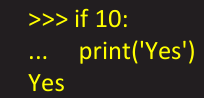 >>> if 10:
...     print('Yes')
Yes